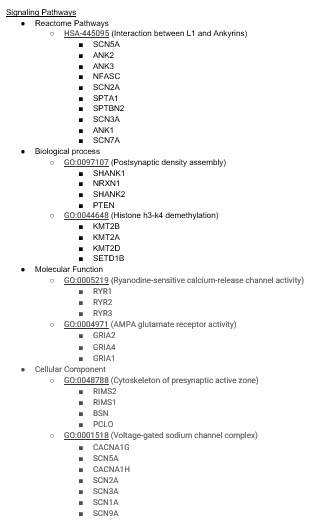 Signaling Pathways
● Reactome Pathways
○ HSA-445095 (Interaction between L1 and Ankyrins)
■ SCN5A
■ ANK2
■ ANK3
■ NFASC
■ SCN2A
■ SPTA1
■ SPTBN2
■ SCN3A
■ ANK1
■ SCN7A
● Biological process
○ GO:0097107 (Postsynaptic density assembly)
■ SHANK1
■ NRXN1
■ SHANK2
■ PTEN
○ GO:0044648 (Histone h3-k4 demethylation)
■ KMT2B
■ KMT2A
■ KMT2D
■ SETD1B
● Molecular Function
○ GO:0005219 (Ryanodine-sensitive calcium-release channel activity)
■ RYR1
■ RYR2
■ RYR3
○ GO:0004971 (AMPA glutamate receptor activity)
■ GRIA2
■ GRIA4
■ GRIA1
● Cellular Component
○ GO:0048788 (Cytoskeleton of presynaptic active zone)
■ RIMS2
■ RIMS1
■ BSN
■ PCLO
○ GO:0001518 (Voltage-gated sodium channel complex)
■ CACNA1G
■ SCN5A
■ CACNA1H
■ SCN2A
■ SCN3A
■ SCN1A
■ SCN9A